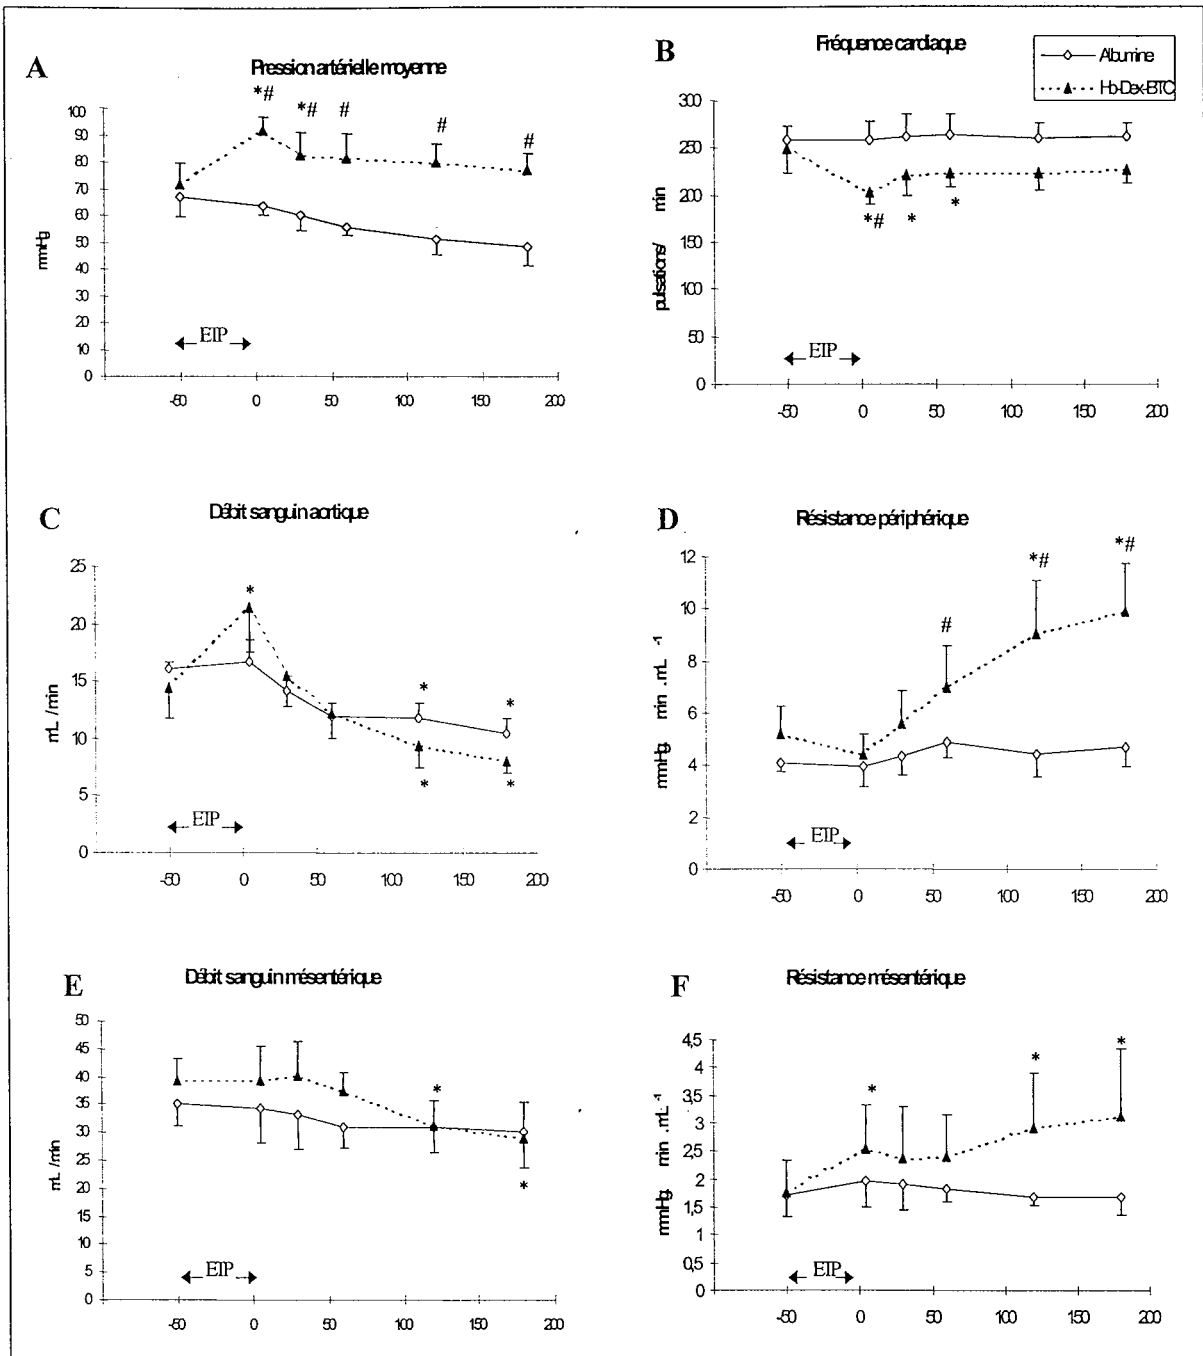 A
Pression artérielle moyenne
*# *# # # #
100
90
80
70
60
50
40
30
20
10
0
mmHg
EIP
-50 0 50 100 150 200
B
Fréquence cardiaque
Albumine
Hb-Dex-BTC
300
250
200
150
100
50
0
pulsations/ min
*# * *
EIP
-50 0 50 100 150 200
C
Débit sanguin aortique
25
20
15
10
5
0
mL /min
* * *
* *
EIP
-50 0 50 100 150 200
D
Résistance périphérique
12
10
8
6
4
2
0
mmHg. min .mL -1
# *# *#
EIP
-50 0 50 100 150 200
E
Débit sanguin mésentérique
50
45
40
35
30
25
20
15
10
5
0
mL /min
* *
EIP
-50 0 50 100 150 200
F
Résistance mésentérique
4,5
4
3,5
3
2,5
2
1,5
1
0,5
0
mmHg. min .mL -1
* * *
EIP
-50 0 50 100 150 200